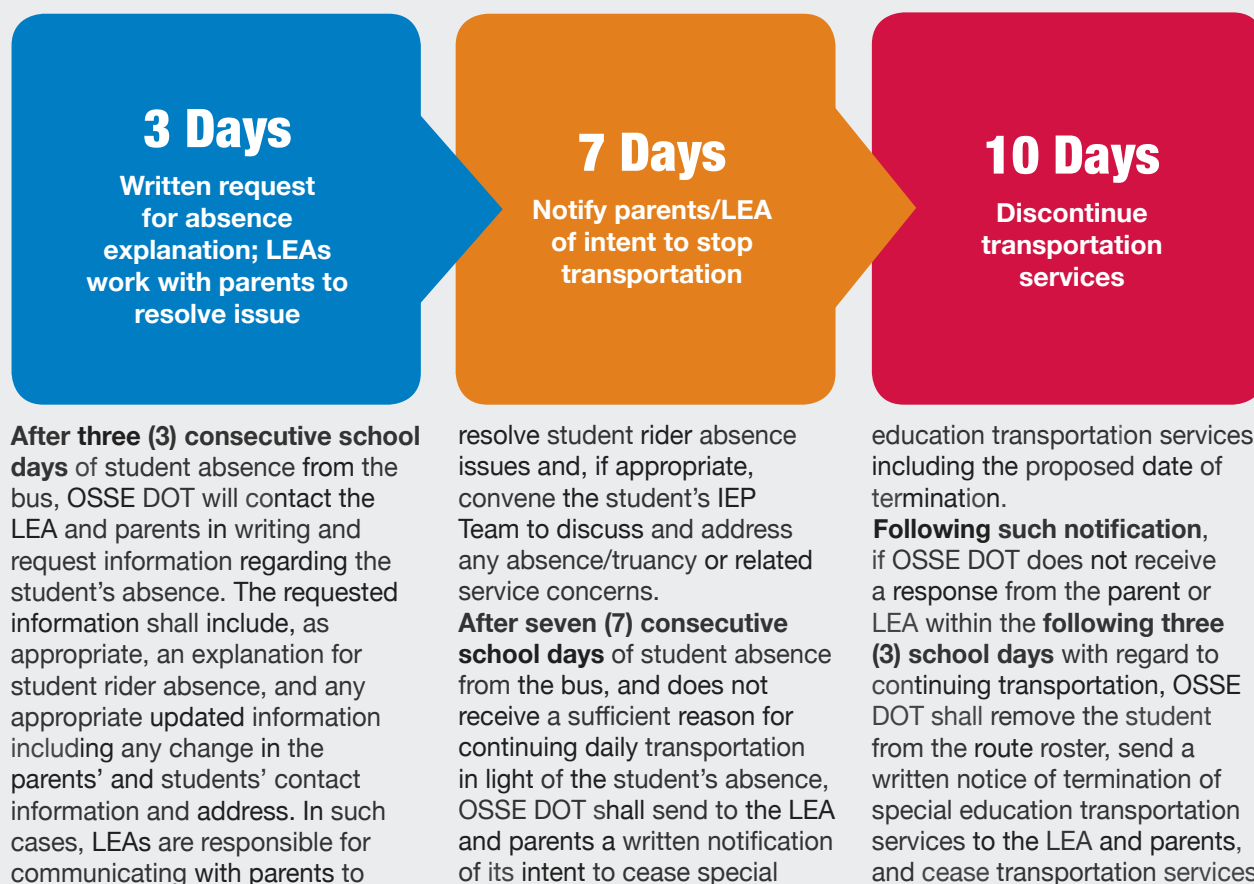 3 Days
Written request
for absence
explanation; LEAs
work with parents to
resolve issue
7 Days
Notify parents/LEA
of intent to stop
transportation
10 Days
Discontinue
transportation
services
After three (3) consecutive school
days of student absence from the
bus, OSSE DOT will contact the
LEA and parents in writing and
request information regarding the
student’s absence. The requested
information shall include, as
appropriate, an explanation for
student rider absence, and any
appropriate updated information
including any change in the
parents’ and students’ contact
information and address. In such
cases, LEAs are responsible for
communicating with parents to
resolve student rider absence
issues and, if appropriate,
convene the student’s IEP
Team to discuss and address
any absence/truancy or related
service concerns.
After seven (7) consecutive
school days of student absence
from the bus, and does not
receive a sufficient reason for
continuing daily transportation
in light of the student’s absence,
OSSE DOT shall send to the LEA
and parents a written notification
of its intent to cease special
education transportation services
including the proposed date of
termination.
Following such notification,
if OSSE DOT does not receive
a response from the parent or
LEA within the following three
(3) school days with regard to
continuing transportation, OSSE
DOT shall remove the student
from the route roster, send a
written notice of termination of
special education transportation
services to the LEA and parents,
and cease transportation services